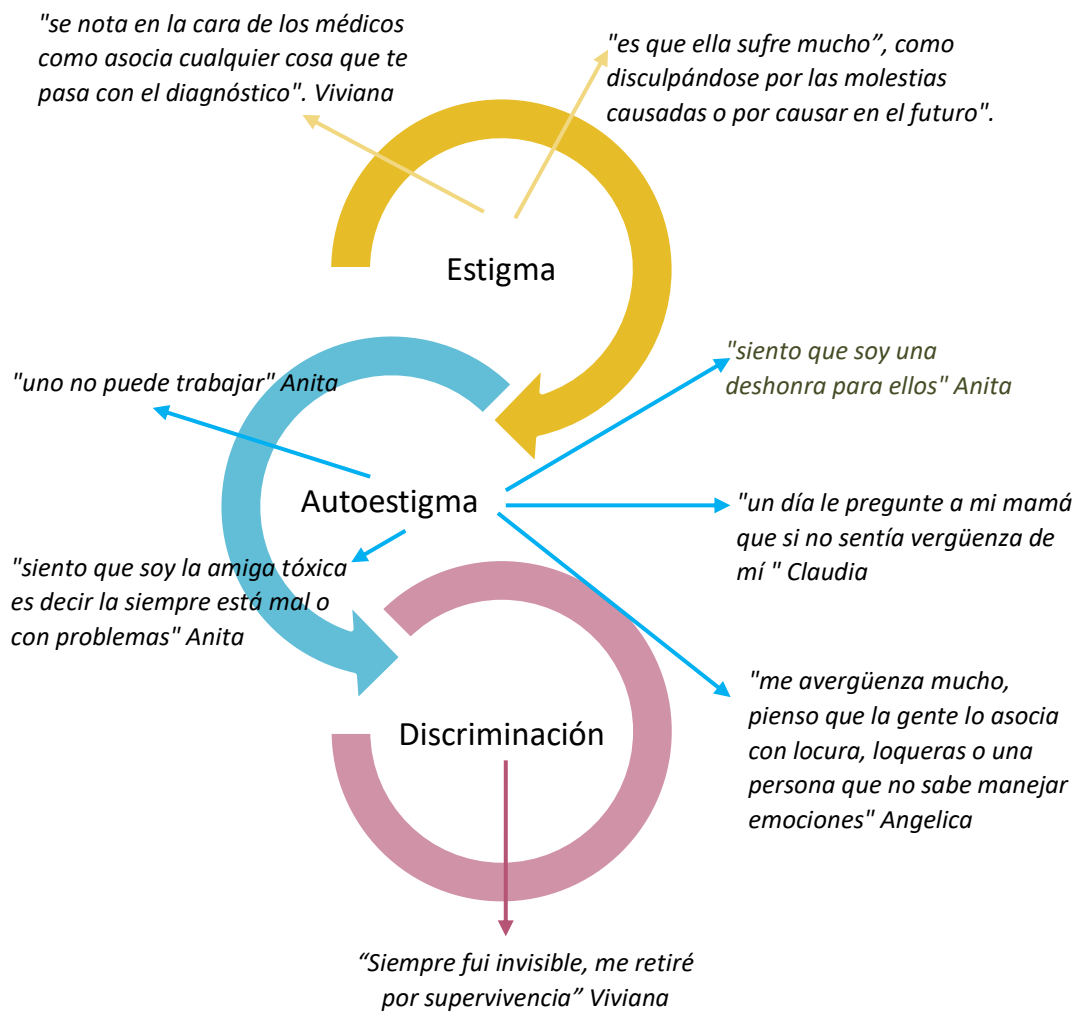 "se nota en la cara de los médicos
como asocia cualquier cosa que te
pasa con el diagnóstico". Viviana
"es que ella sufre mucho”, como
disculpándose por las molestias
causadas o por causar en el futuro".
Estigma
"uno no puede trabajar" Anita
"siento que soy una
deshonra para ellos" Anita
Autoestigma
"un día le pregunte a mi mamá
que si no sentía vergüenza de
mí " Claudia
"siento que soy la amiga tóxica
es decir la siempre está mal o
con problemas" Anita
"me avergüenza mucho,
pienso que la gente lo asocia
con locura, loqueras o una
persona que no sabe manejar
emociones" Angelica
Discriminación
“Siempre fui invisible, me retiré
por supervivencia” Viviana